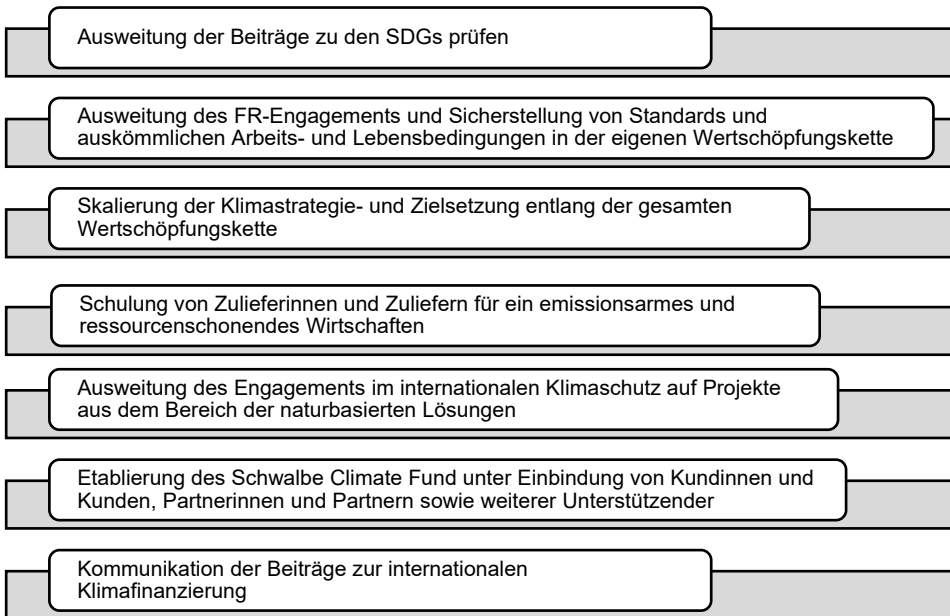 Ausweitung der Beiträge zu den SDGs prüfen
Ausweitung des FR-Engagements und Sicherstellung von Standards und
auskömmlichen Arbeits- und Lebensbedingungen in der eigenen Wertschöpfungskette
Skalierung der Klimastrategie- und Zielsetzung entlang der gesamten
Wertschöpfungskette
Schulung von Zulieferinnen und Zuliefern für ein emissionsarmes und
ressourcenschonendes Wirtschaften
Ausweitung des Engagements im internationalen Klimaschutz auf Projekte
aus dem Bereich der naturbasierten Lösungen
Etablierung des Schwalbe Climate Fund unter Einbindung von Kundinnen und
Kunden, Partnerinnen und Partnern sowie weiterer Unterstützender
Kommunikation der Beiträge zur internationalen
Klimafinanzierung